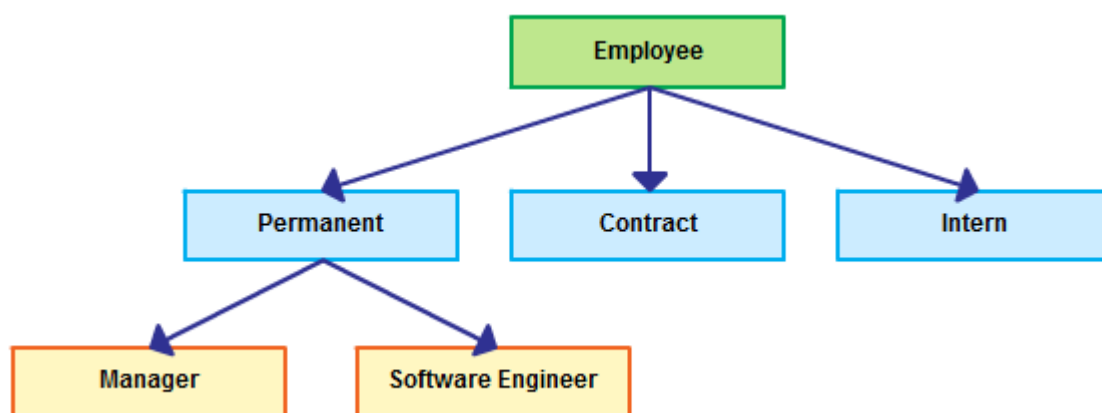 Employee
Permanent
Contract
Intern
Manager
Software Engineer